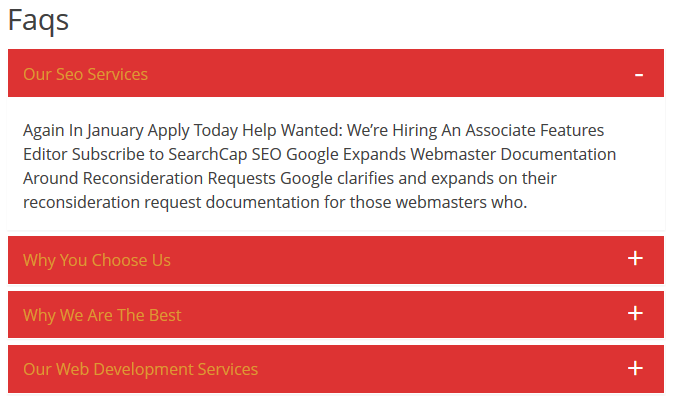 Faqs
Our Seo Services -
Again In January Apply Today Help Wanted: We’re Hiring An Associate Features
Editor Subscribe to SearchCap SEO Google Expands Webmaster Documentation
Around Reconsideration Requests Google clarifies and expands on their
reconsideration request documentation for those webmasters who.
Why You Choose Us +
Why We Are The Best +
Our Web Development Services +